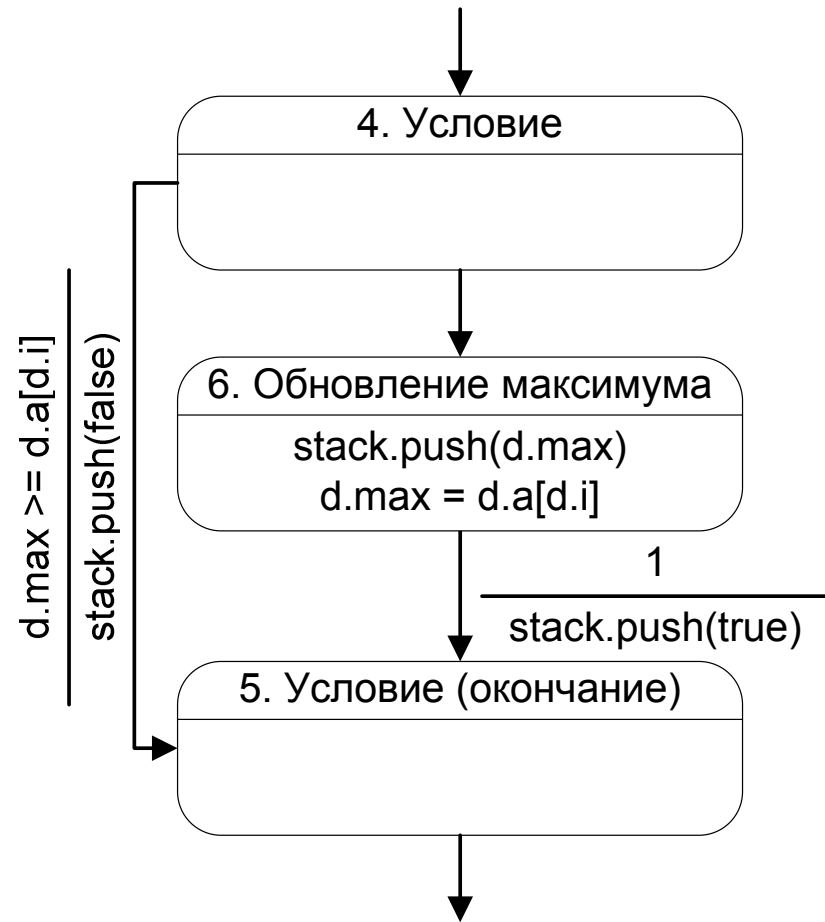 4. Условие
d.max >= d.a[d.i]
stack.push(false)
6. Обновление максимума
stack.push(d.max)
d.max = d.a[d.i]
1
stack.push(true)
5. Условие (окончание)